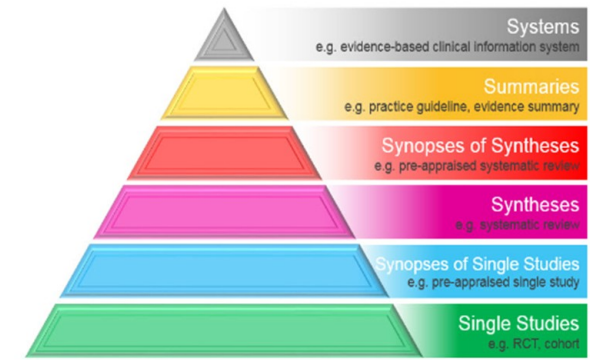 Systems
e.g. evidence-based clinical information system
Summaries
e.g. practice guideline, evidence summary
Synopses of Syntheses
e.g. pre-appraised systematic review
Syntheses
e.g. systematic review
Synopses of Single Studies
e.g. pre-appraised single study
Single Studies
e.g. RCT, cohort